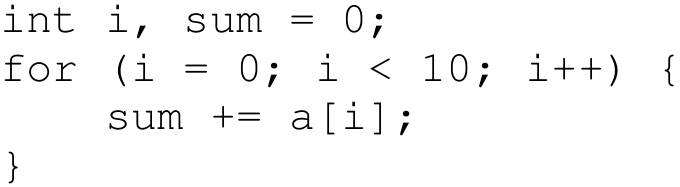 int i, sum = 0;
for (i = 0; i < 10; i++) {
    sum += a[i];
}